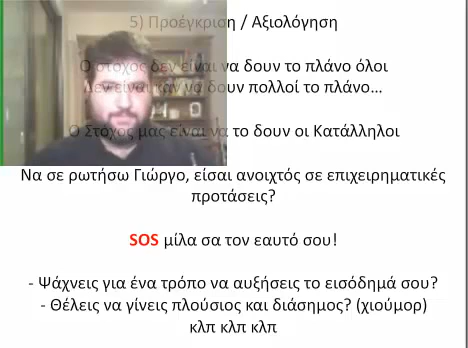 5) Προέγκριση / Αξιολόγηση
Ο στόχος δεν είναι να δουν το πλάνο όλοι
Δεν είναι καν να δουν πολλοί το πλάνο...
Ο Στόχος μας είναι να το δουν οι Κατάλληλοι
Να σε ρωτήσω Γιώργο, είσαι ανοιχτός σε επιχειρηματικές
προτάσεις?
SOS μίλα σα τον εαυτό σου!
- Ψάχνεις για ένα τρόπο να αυξήσεις το εισόδημά σου?
- Θέλεις να γίνεις πλούσιος και διάσημος? (χιούμορ)
κλπ κλπ κλπ